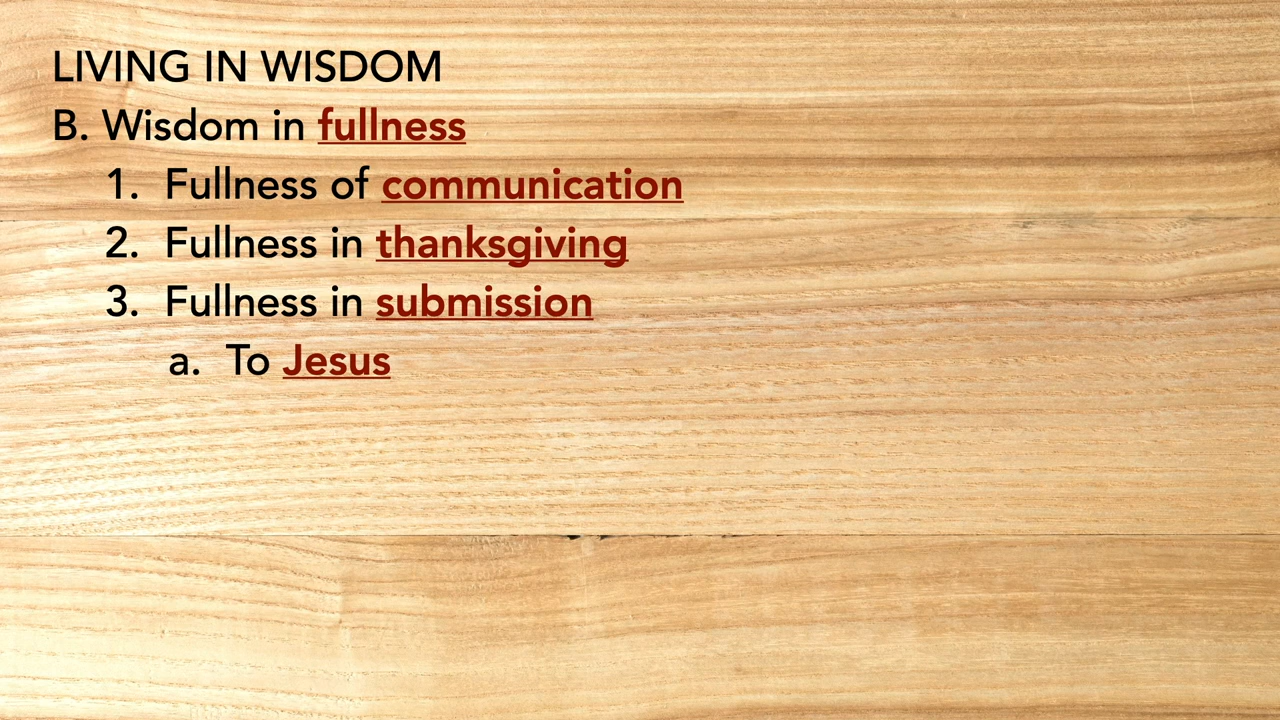 LIVING IN WISDOM
B. Wisdom in fullness
1. Fullness of communication
2. Fullness in thanksgiving
3. Fullness in submission
a. To Jesus